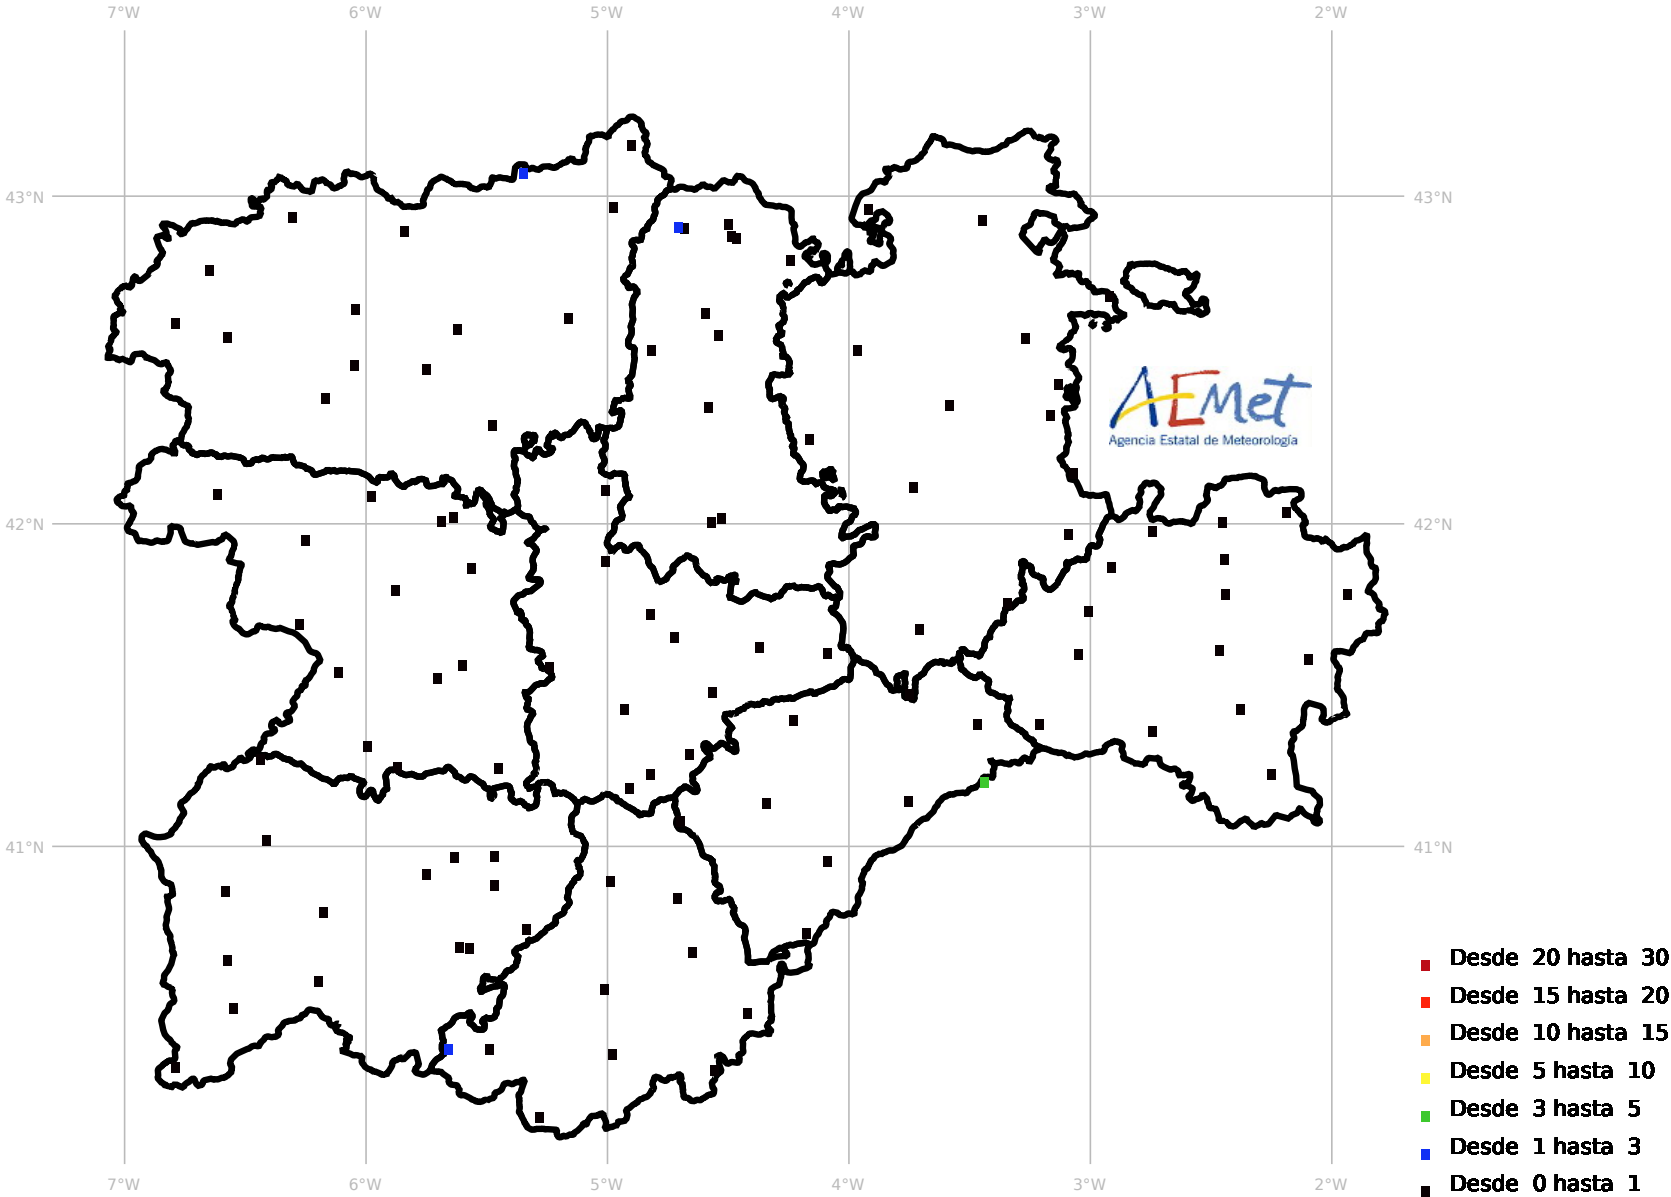 7°W 6°W 5°W 4°W 3°W 2°W
43°N 43°N
AEMet
Agencia Estatal de Meteorología
42°N 42°N
41°N 41°N
Desde 20 hasta 30
Desde 15 hasta 20
Desde 10 hasta 15
Desde 5 hasta 10
Desde 3 hasta 5
Desde 1 hasta 3
Desde 0 hasta 1
7°W 6°W 5°W 4°W 3°W 2°W